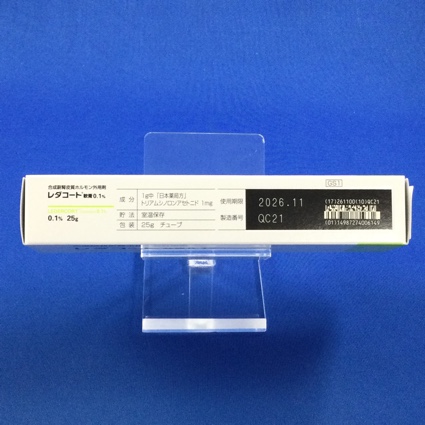 合成副腎皮質ホルモン外用剤
レダコート 軟膏0.1%
0.1% 25g
成分 1g中「日本薬局方」
トリアムシノロンアセトニド 1mg
貯法 室温保存
包装 25g チューブ
使用期限 2026.11
製造番号 QC21
GS1
(17)261100(10)QC21
(01)14987274006149